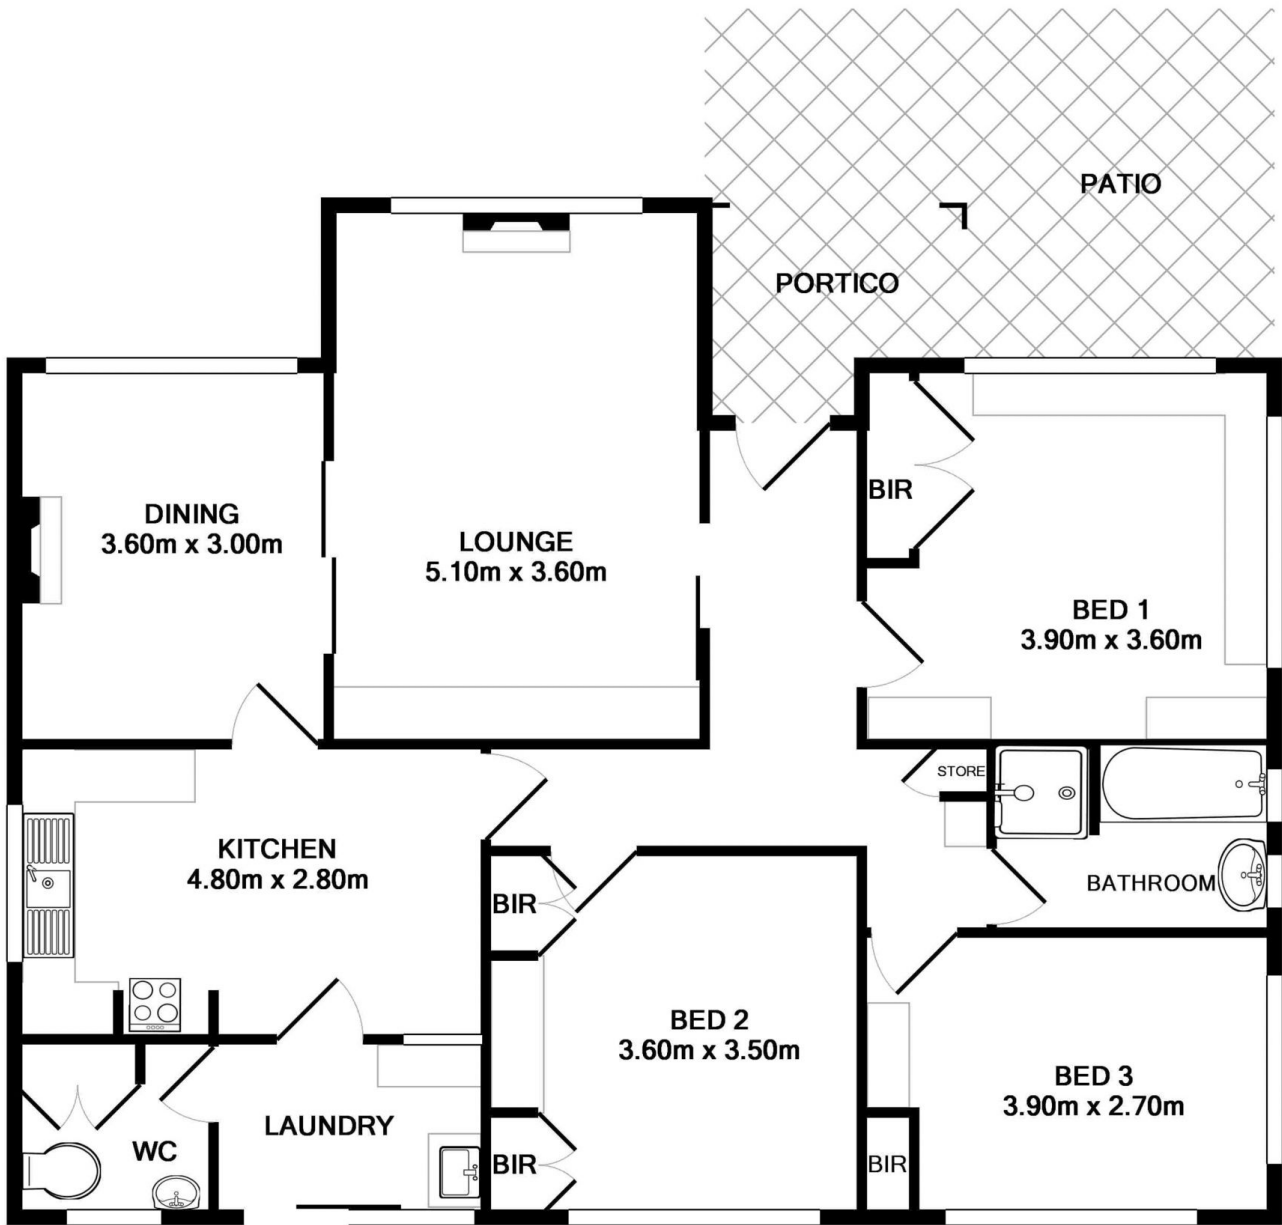 PATIO
PORTICO
DINING
3.60m x 3.00m
LOUNGE
5.10m x 3.60m
BIR
BED 1
3.90m x 3.60m
STORE
KITCHEN
4.80m x 2.80m
BATHROOM
BIR
BED 2
3.60m x 3.50m
BED 3
3.90m x 2.70m
LAUNDRY
WC
BIR
BIR